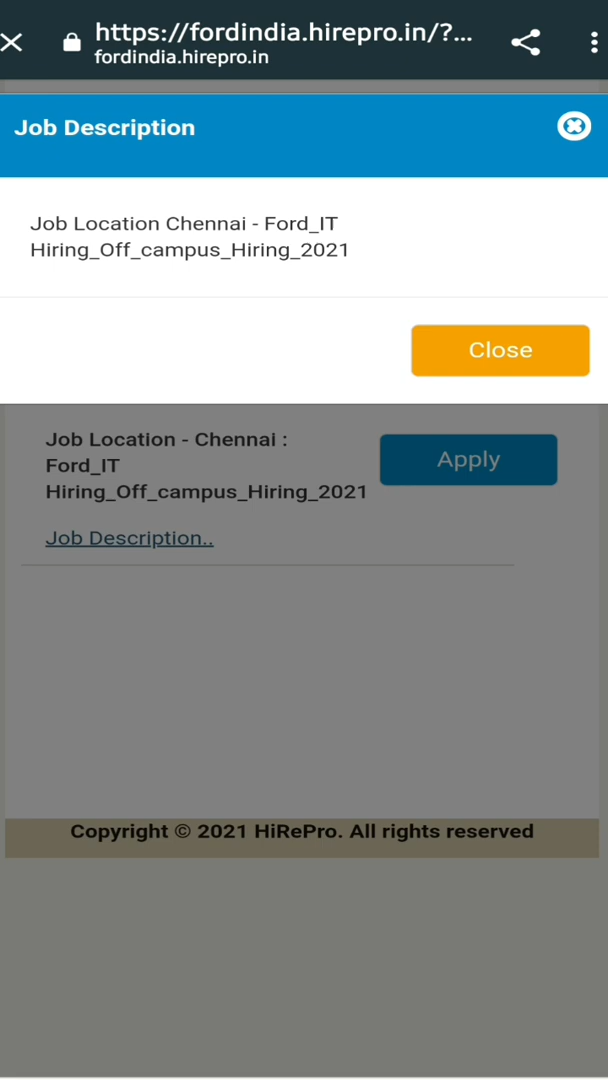 https://fordindia.hirepro.in/?...
fordindia.hirepro.in
Job Description
Job Location Chennai - Ford_IT
Hiring_Off_campus_Hiring_2021
Close
Job Location - Chennai :
Ford_IT
Hiring_Off_campus_Hiring_2021
Apply
Job Description..
Copyright © 2021 HiRePro. All rights reserved